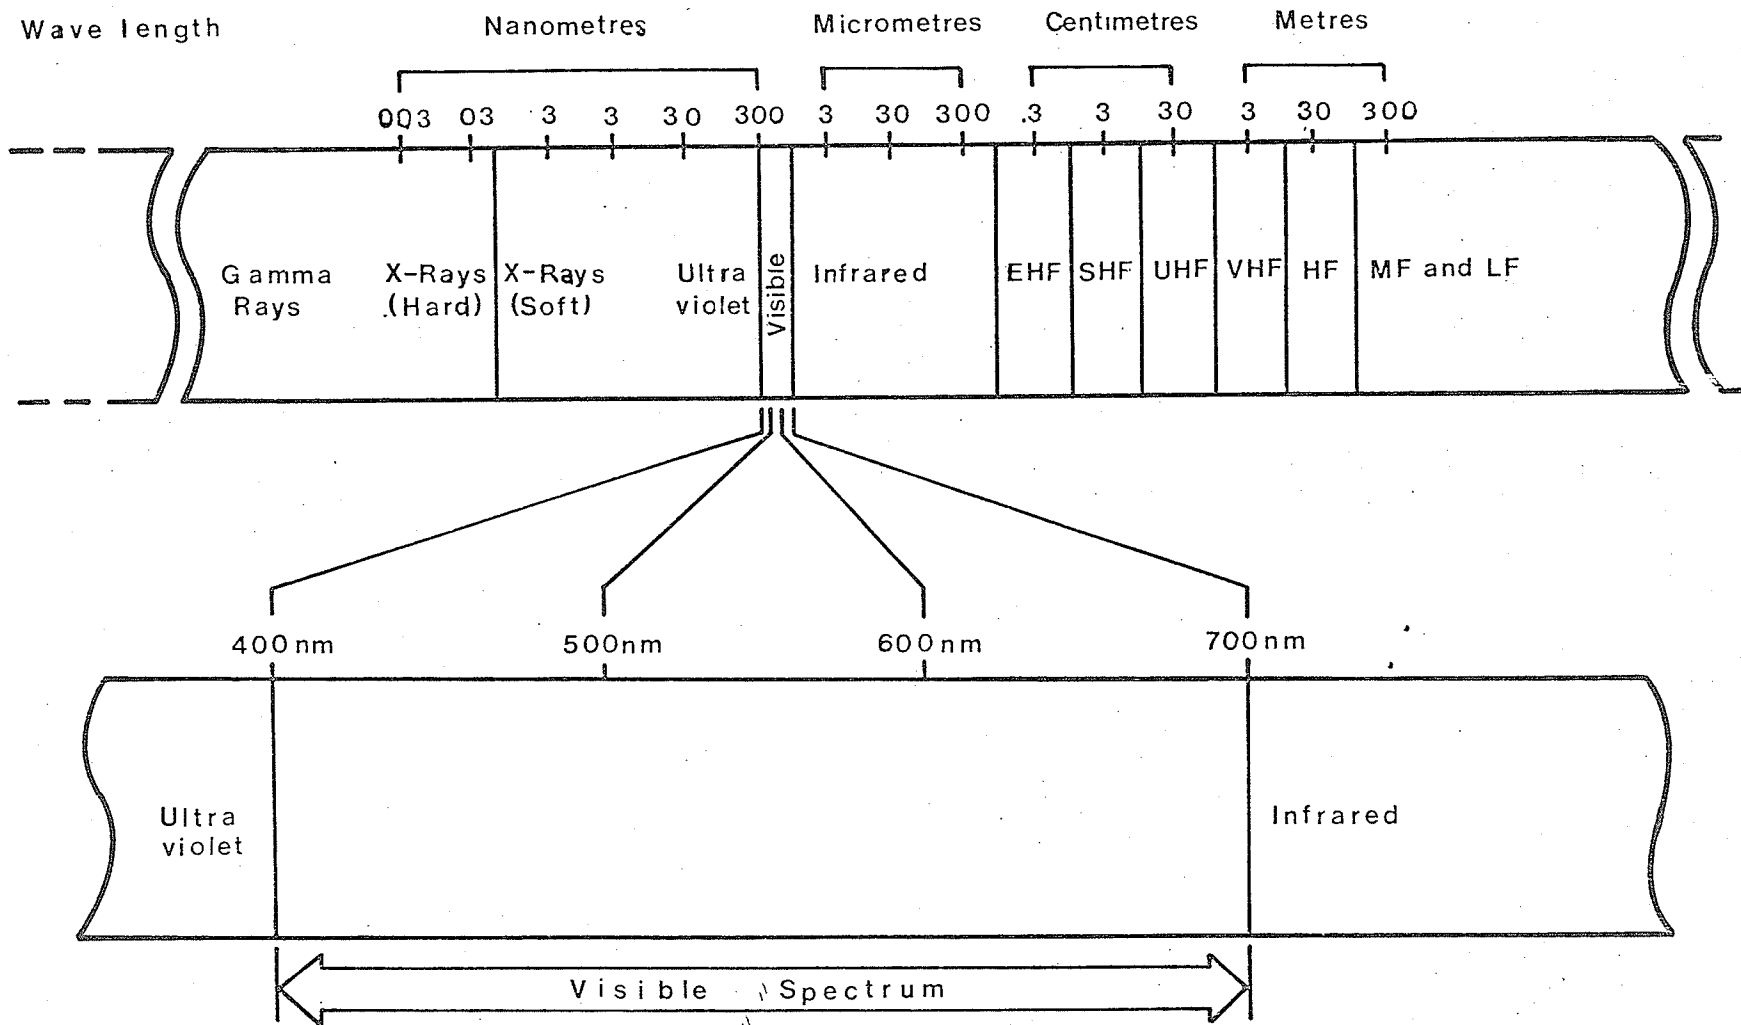 Wave length
Nanometres Micrometres Centimetres Metres
.003 .03 .3 3 30 300 3 30 300 .3 3 30 3 30 300
Gamma
Rays
X-Rays
(Hard)
X-Rays
(Soft)
Ultra
violet
Visible
Infrared
EHF SHF UHF VHF HF MF and LF
400nm 500nm 600nm 700nm
Ultra
violet
Infrared
Visible Spectrum